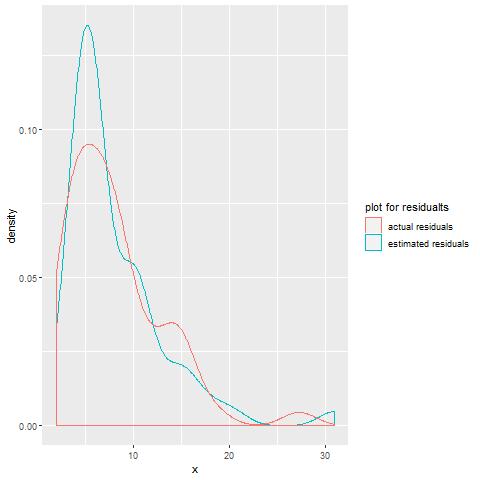 density
0.10
0.05
0.00
10
20
30
x
plot for residualts
actual residuals
estimated residuals